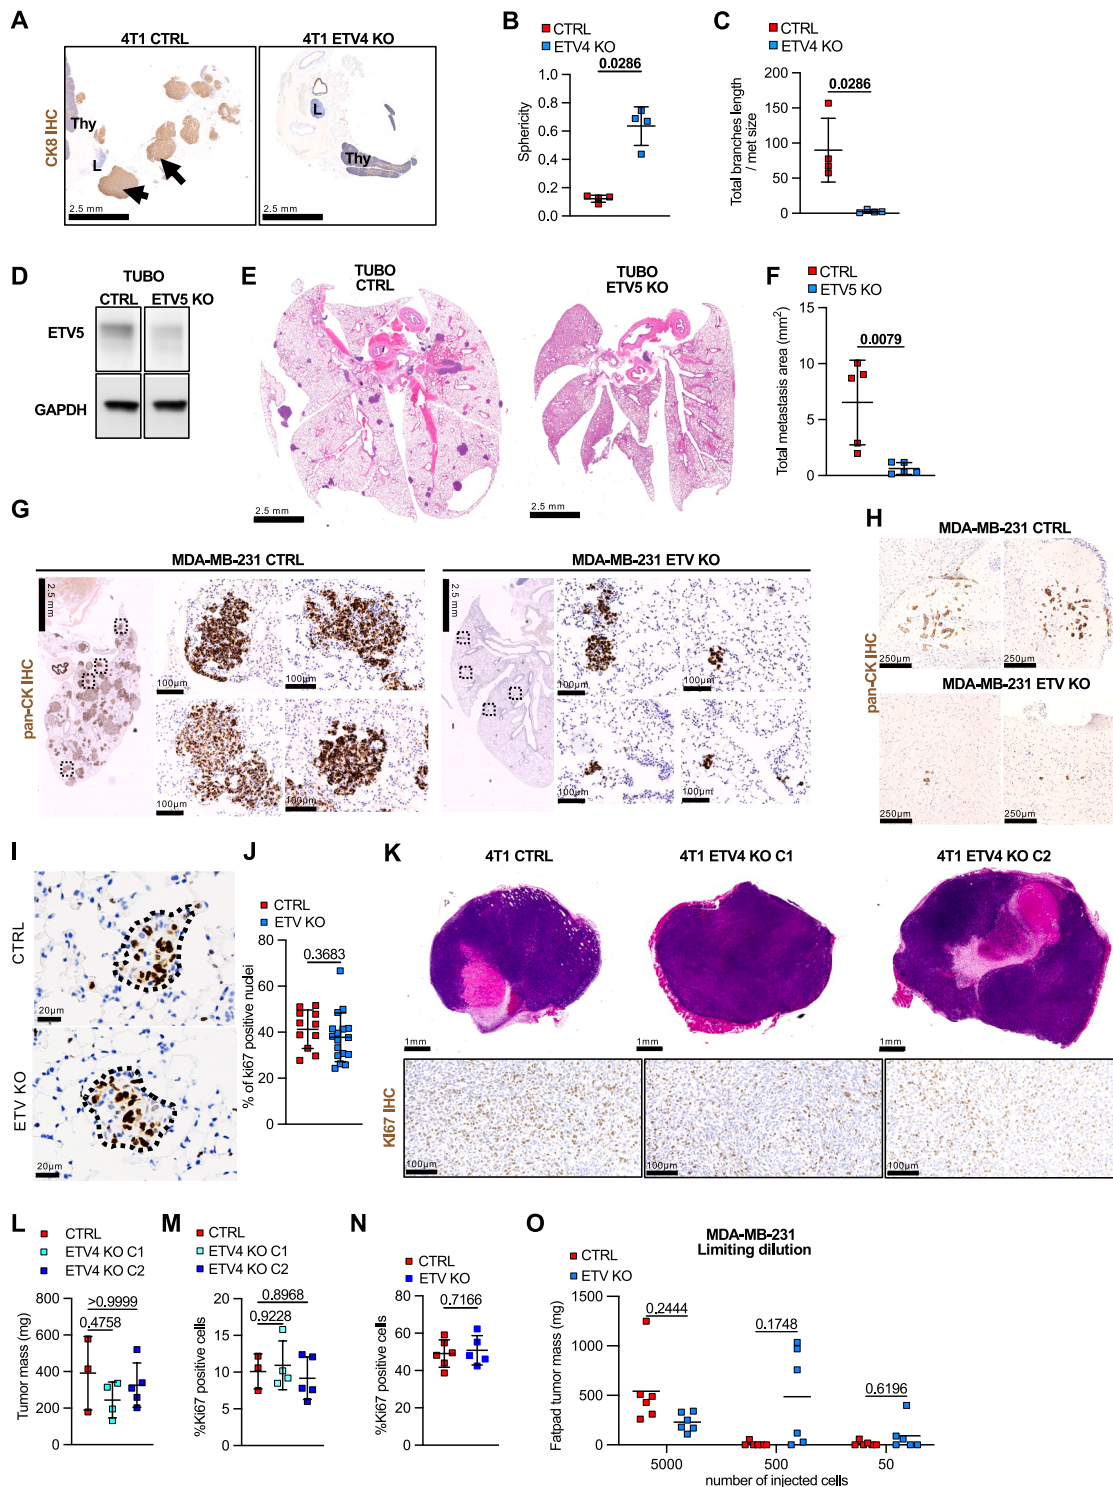 A
4T1 CTRL
4T1 ETV4 KO
CK8 IHC
Thy
L
2.5 mm
L
Thy
2.5 mm
B
CTRL
ETV4 KO
0.0286
Sphericity
1.0
0.8
0.6
0.4
0.2
0.0
C
CTRL
ETV4 KO
0.0286
Total branches length
/ met size
200
150
100
50
0
D
TUBO
CTRL
ETV5 KO
ETV5
GAPDH
E
TUBO
CTRL
TUBO
ETV5 KO
2.5 mm
2.5 mm
F
CTRL
ETV5 KO
0.0079
Total metastasis area (mm²)
15
10
5
0
G
MDA-MB-231 CTRL
MDA-MB-231 ETV KO
pan-CK IHC
2.5 mm
100µm
100µm
100µm
100µm
2.5 mm
100µm
100µm
100µm
100µm
H
MDA-MB-231 CTRL
pan-CK IHC
250µm
250µm
MDA-MB-231 ETV KO
250µm
250µm
I
CTRL
20µm
ETV KO
20µm
J
CTRL
ETV KO
0.3683
% of ki67 positive nuclei
80
60
40
20
0
K
4T1 CTRL
4T1 ETV4 KO C1
4T1 ETV4 KO C2
1mm
1mm
1mm
KI67 IHC
100µm
100µm
100µm
L
CTRL
ETV4 KO C1
ETV4 KO C2
>0.9999
0.4758
Tumor mass (mg)
800
600
400
200
0
M
CTRL
ETV4 KO C1
ETV4 KO C2
0.8968
0.9228
%Ki67 positive cells
20
15
10
5
0
N
CTRL
ETV KO
0.7166
%Ki67 positive cells
80
60
40
20
0
O
MDA-MB-231
Limiting dilution
CTRL
ETV KO
0.2444
0.1748
0.6196
Fatpad tumor mass (mg)
1500
1000
500
0
5000
500
50
number of injected cells